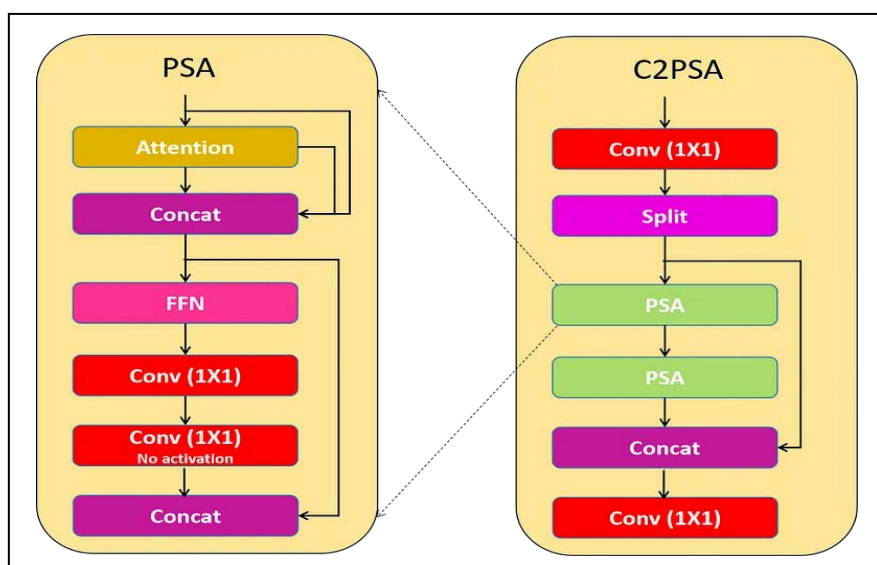 PSA
Attention
Concat
FFN
Conv (1X1)
Conv (1X1)
No activation
Concat
C2PSA
Conv (1X1)
Split
PSA
PSA
Concat
Conv (1X1)